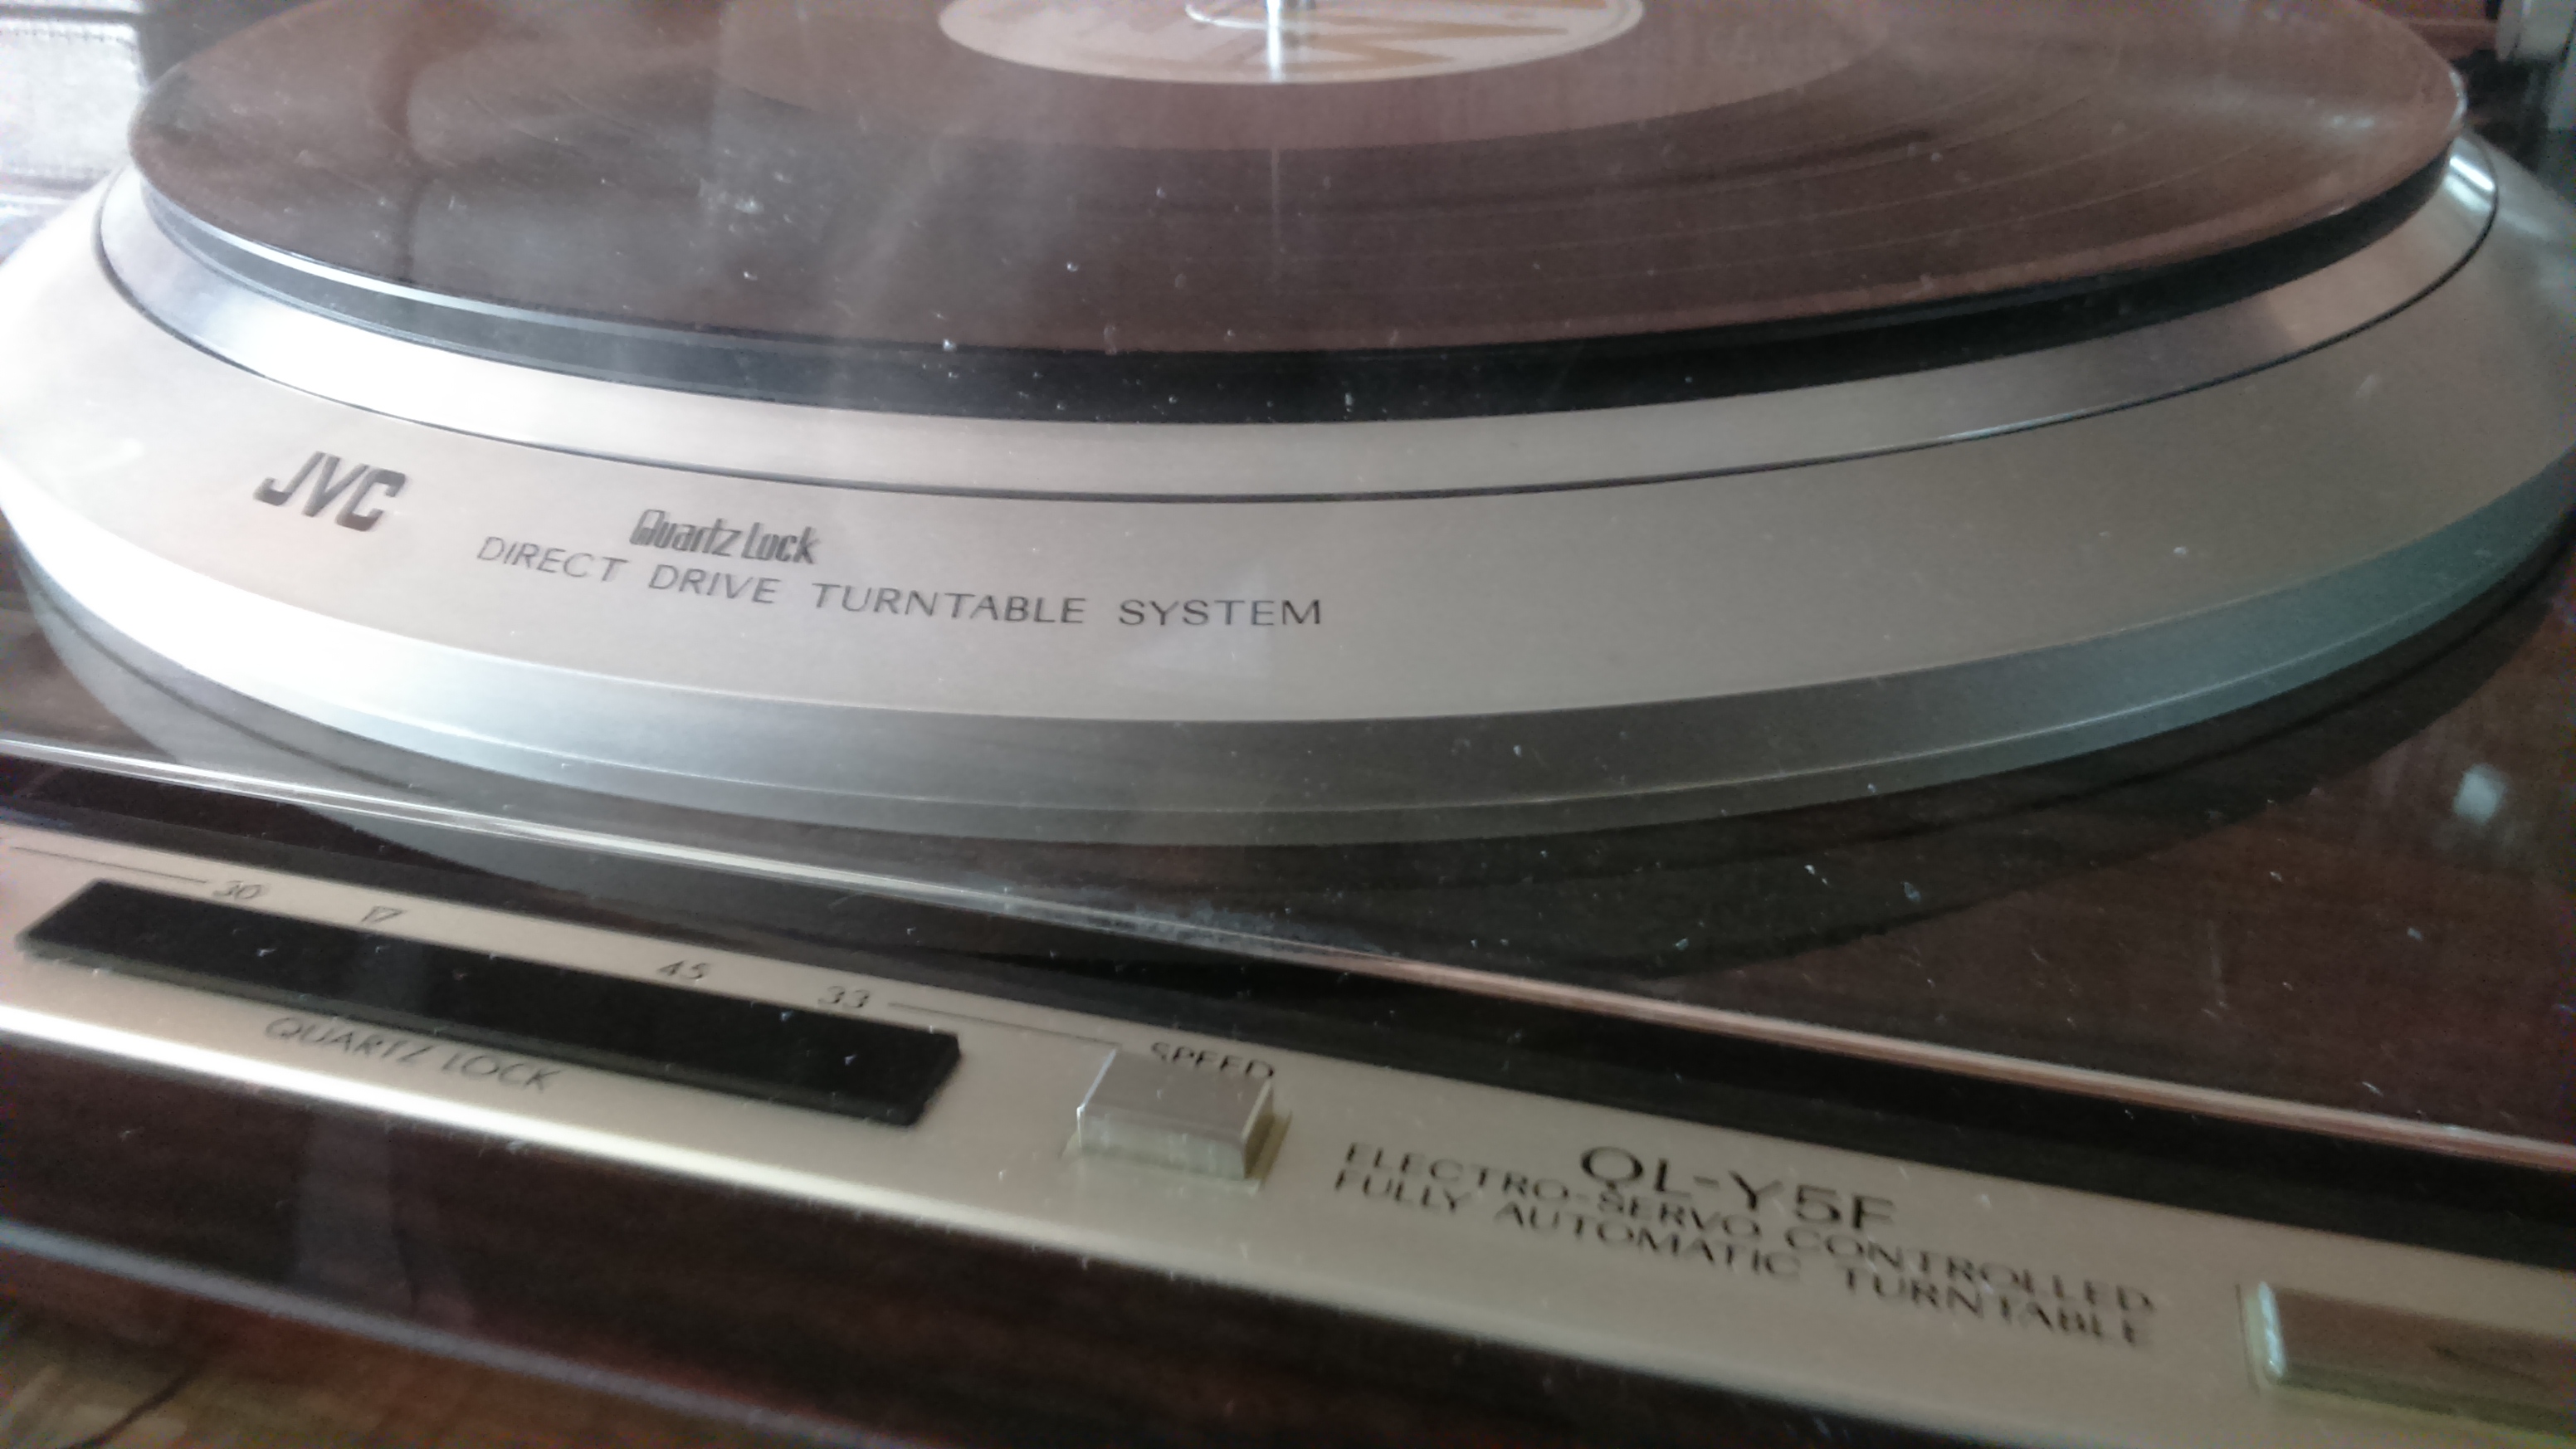 JVC
Quartz Lock
DIRECT DRIVE TURNTABLE SYSTEM
30 17 45 33
QUARTZ LOCK
SPEED
QL-Y5F
ELECTRO-SERVO CONTROLLED
FULLY AUTOMATIC TURNTABLE